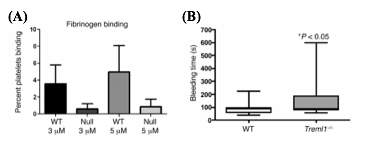 (A)
Fibrinogen binding
Percent platelets binding
10
8
6
4
2
0
WT Null WT Null
3 µM 3 µM 5 µM 5 µM
(B)
*P < 0.05
Bleeding time (s)
700
600
500
400
300
200
100
0
WT Treml1-/-